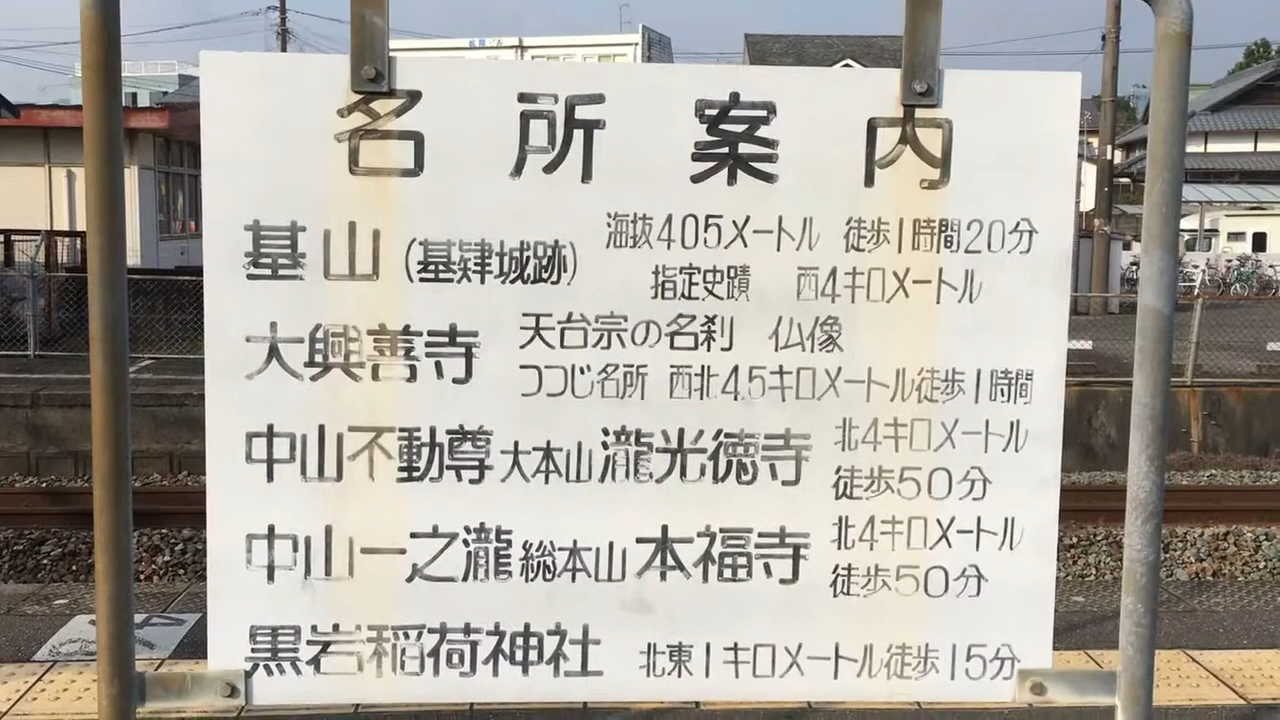 名所案内
基山(基肄城跡) 海抜405メートル 徒歩1時間20分
指定史蹟 西4キロメートル
大興善寺 天台宗の名刹 仏像
つつじ名所 西北4.5キロメートル徒歩1時間
中山不動尊大本山瀧光徳寺 北4キロメートル
徒歩50分
中山一之瀧総本山本福寺 北4キロメートル
徒歩50分
黒岩稲荷神社 北東1キロメートル徒歩15分